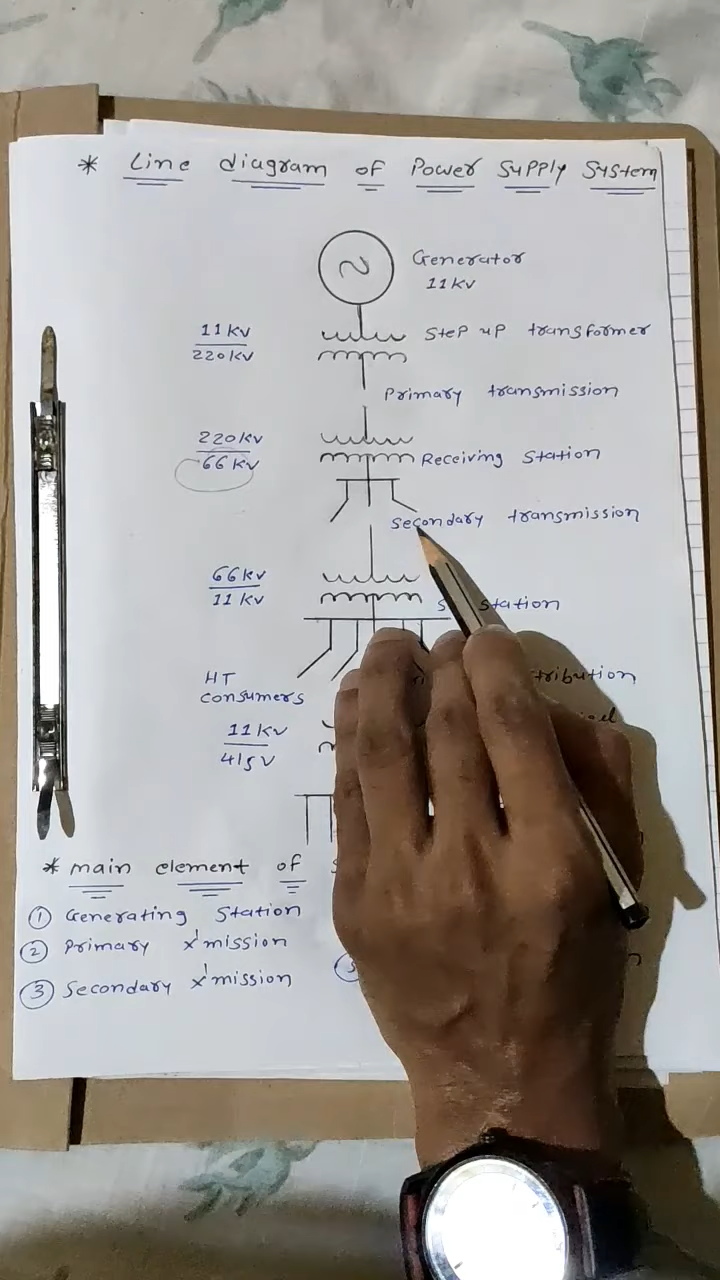 * Line diagram of Power Supply System
Generator
11kv
11kv
220kv
Step up transformer
Primary transmission
220kv
66kv
Receiving Station
Secondary transmission
66kv
11kv
station
HT
consumers
tribution
11kv
415v
* main element of
① Generating Station
② Primary x'mission
③ Secondary x'mission